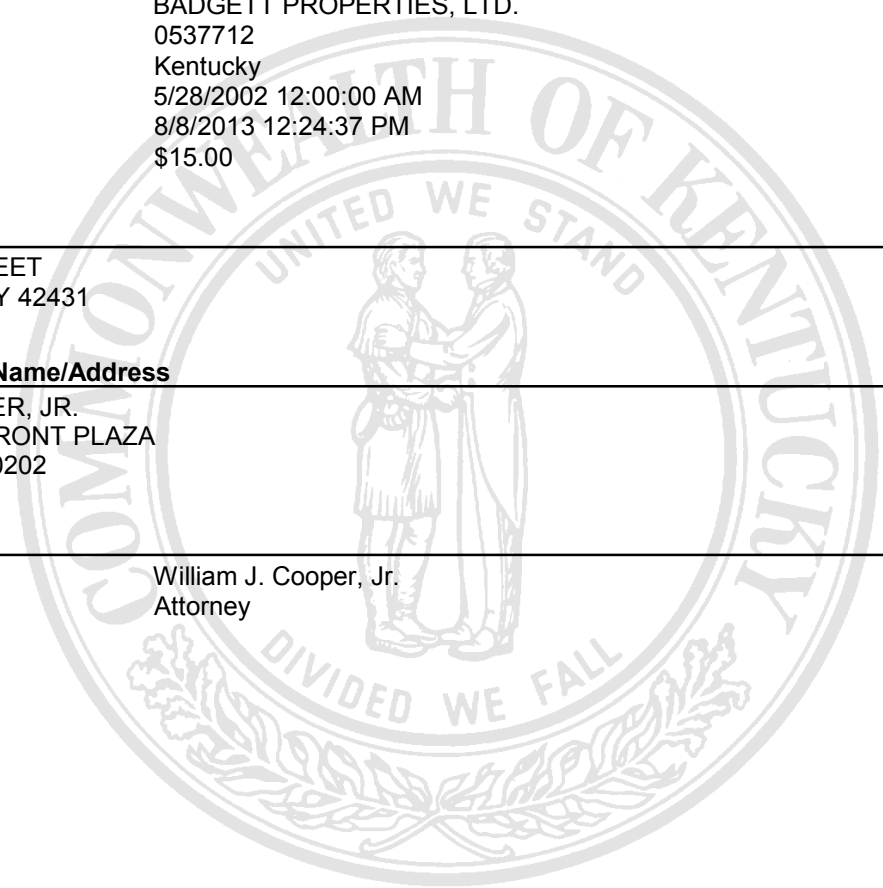 BADGETT PROPERTIES, LTD.
0537712
Kentucky
5/28/2002 12:00:00 AM
8/8/2013 12:24:37 PM
$15.00
EET
Y 42431
Name/Address
ER, JR.
RONT PLAZA
0202
William J. Cooper, Jr.
Attorney
COMMONWEALTH OF KENTUCKY
UNITED WE STAND
DIVIDED WE FALL